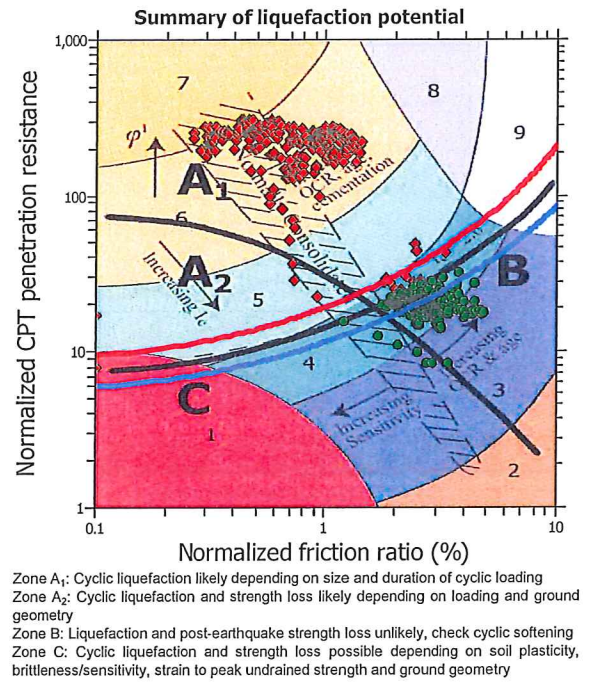 Summary of liquefaction potential
Normalized CPT penetration resistance
1,000
100
10
1
7
8
9
φ'
A1
OCR, age
cementation
6
A2
Increasing Ic
5
B
4
OCR & age
3
C
Increasing
Sensitivity
1
2
0.1
1
10
Normalized friction ratio (%)
Zone A1: Cyclic liquefaction likely depending on size and duration of cyclic loading
Zone A2: Cyclic liquefaction and strength loss likely depending on loading and ground
geometry
Zone B: Liquefaction and post-earthquake strength loss unlikely, check cyclic softening
Zone C: Cyclic liquefaction and strength loss possible depending on soil plasticity,
brittleness/sensitivity, strain to peak undrained strength and ground geometry